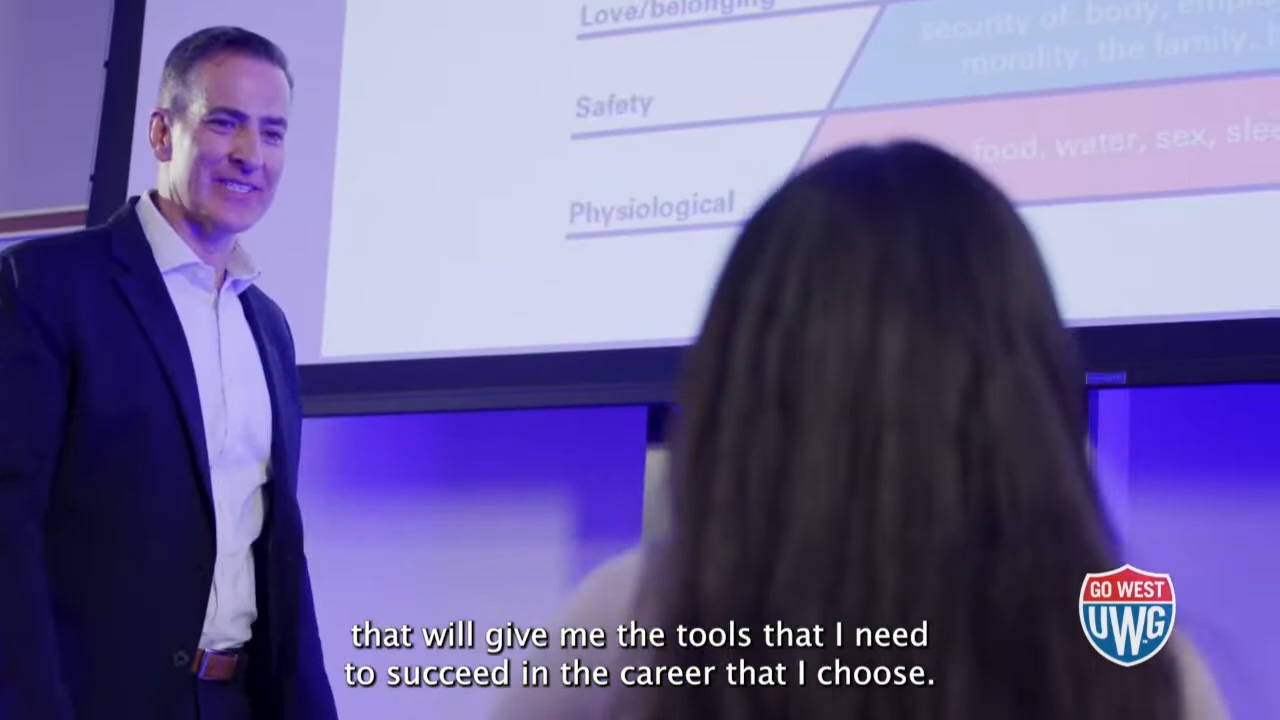 Love/belonging
security of: body, emplo
morality, the family,
Safety
food, water, sex, slee
Physiological
that will give me the tools that I need
to succeed in the career that I choose.
GO WEST
UWG